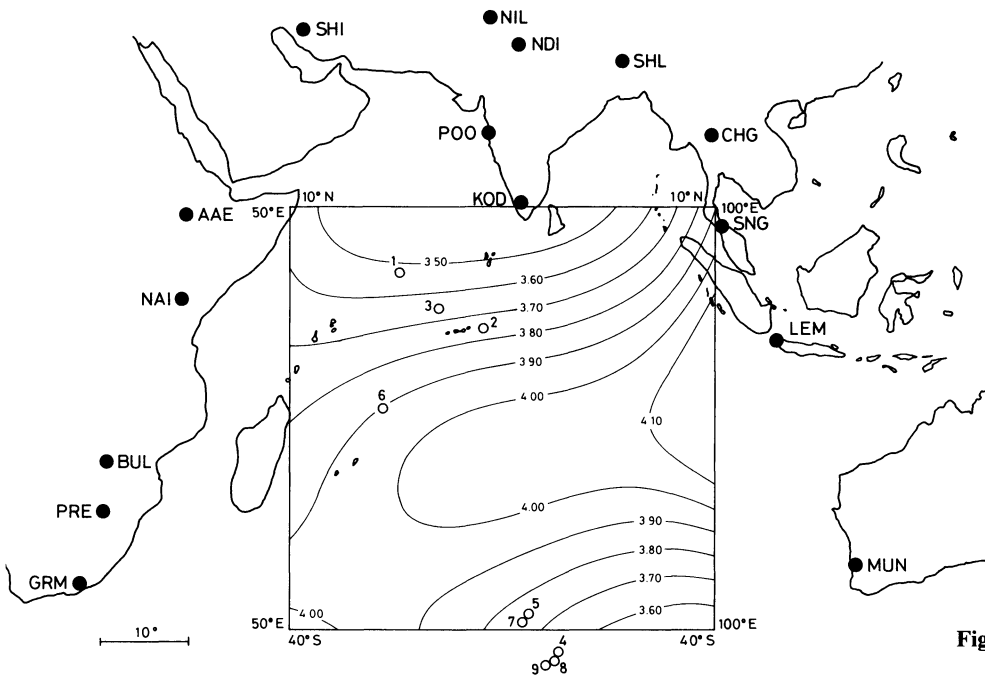 NIL
SHI
NDI
SHL
POO
CHG
KOD
10° N
10° N
50° E
100° E
AAE
SNG
1
3.50
3.60
NAI
3
3.70
2
3.80
LEM
3.90
6
4.00
4.10
BUL
4.00
PRE
3.90
3.80
MUN
3.70
GRM
5
4.00
3.60
7
50° E
100° E
40° S
40° S
10°
4
Fig
9
8